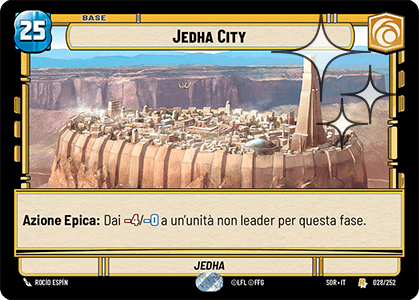 BASE
25
JEDHA CITY
Azione Epica: Dai -4/-0 a un'unità non leader per questa fase.
JEDHA
ROCÍO ESPÍN
©LFL ©FFG
SOR•IT R 028/252